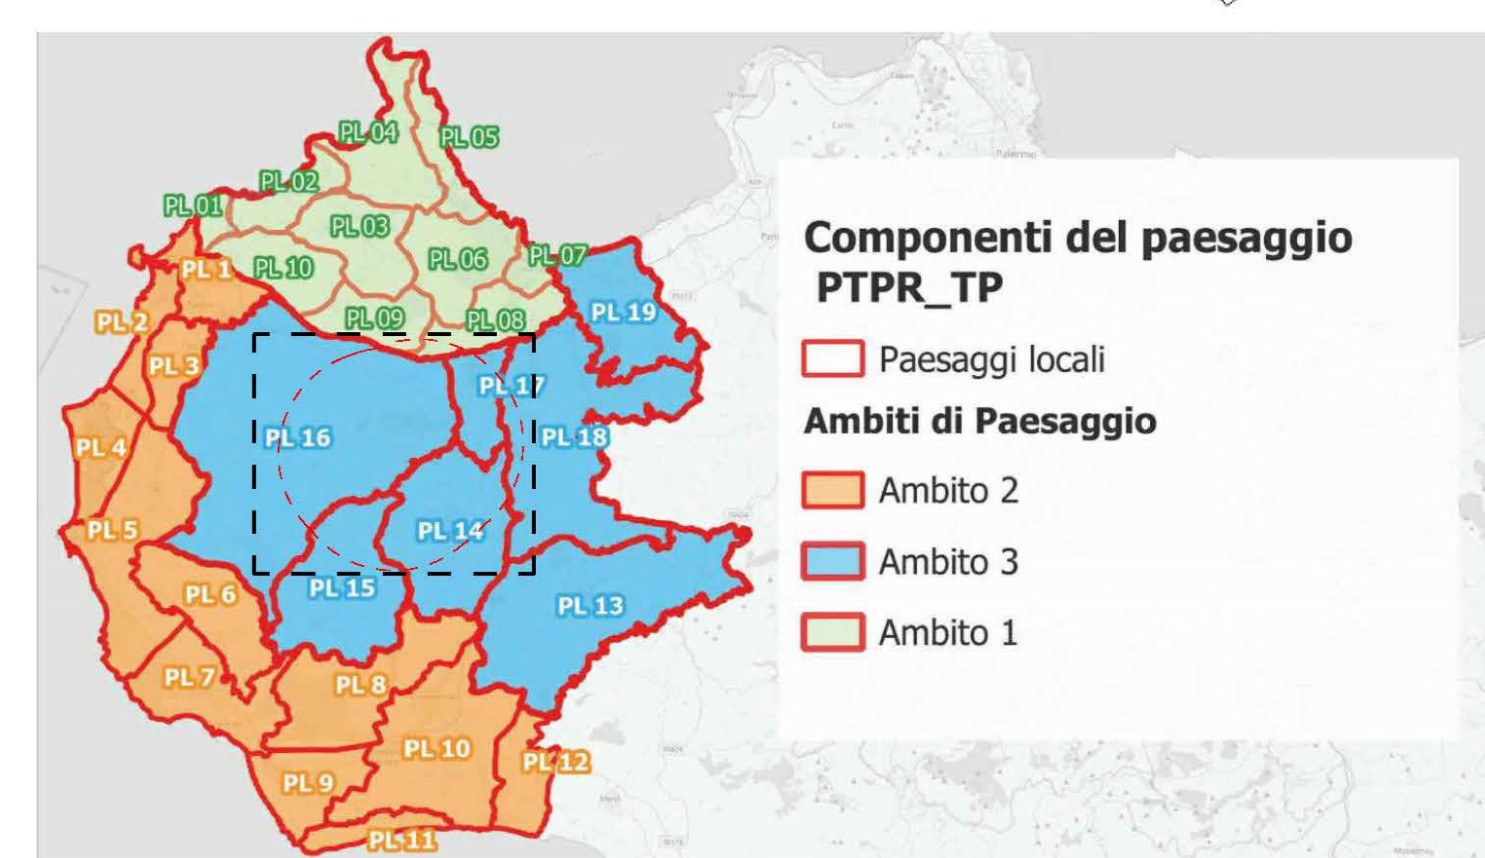 PL 04
PL 05
PL 02
PL 01
PL 03
PL 10
PL 06
PL 07
PL 09
PL 08
PL 1
PL 2
PL 3
PL 4
PL 5
PL 6
PL 7
PL 8
PL 9
PL 10
PL 11
PL 12
PL 13
PL 14
PL 15
PL 16
PL 17
PL 18
PL 19
Palermo
Componenti del paesaggio
PTPR_TP
Paesaggi locali
Ambiti di Paesaggio
Ambito 2
Ambito 3
Ambito 1